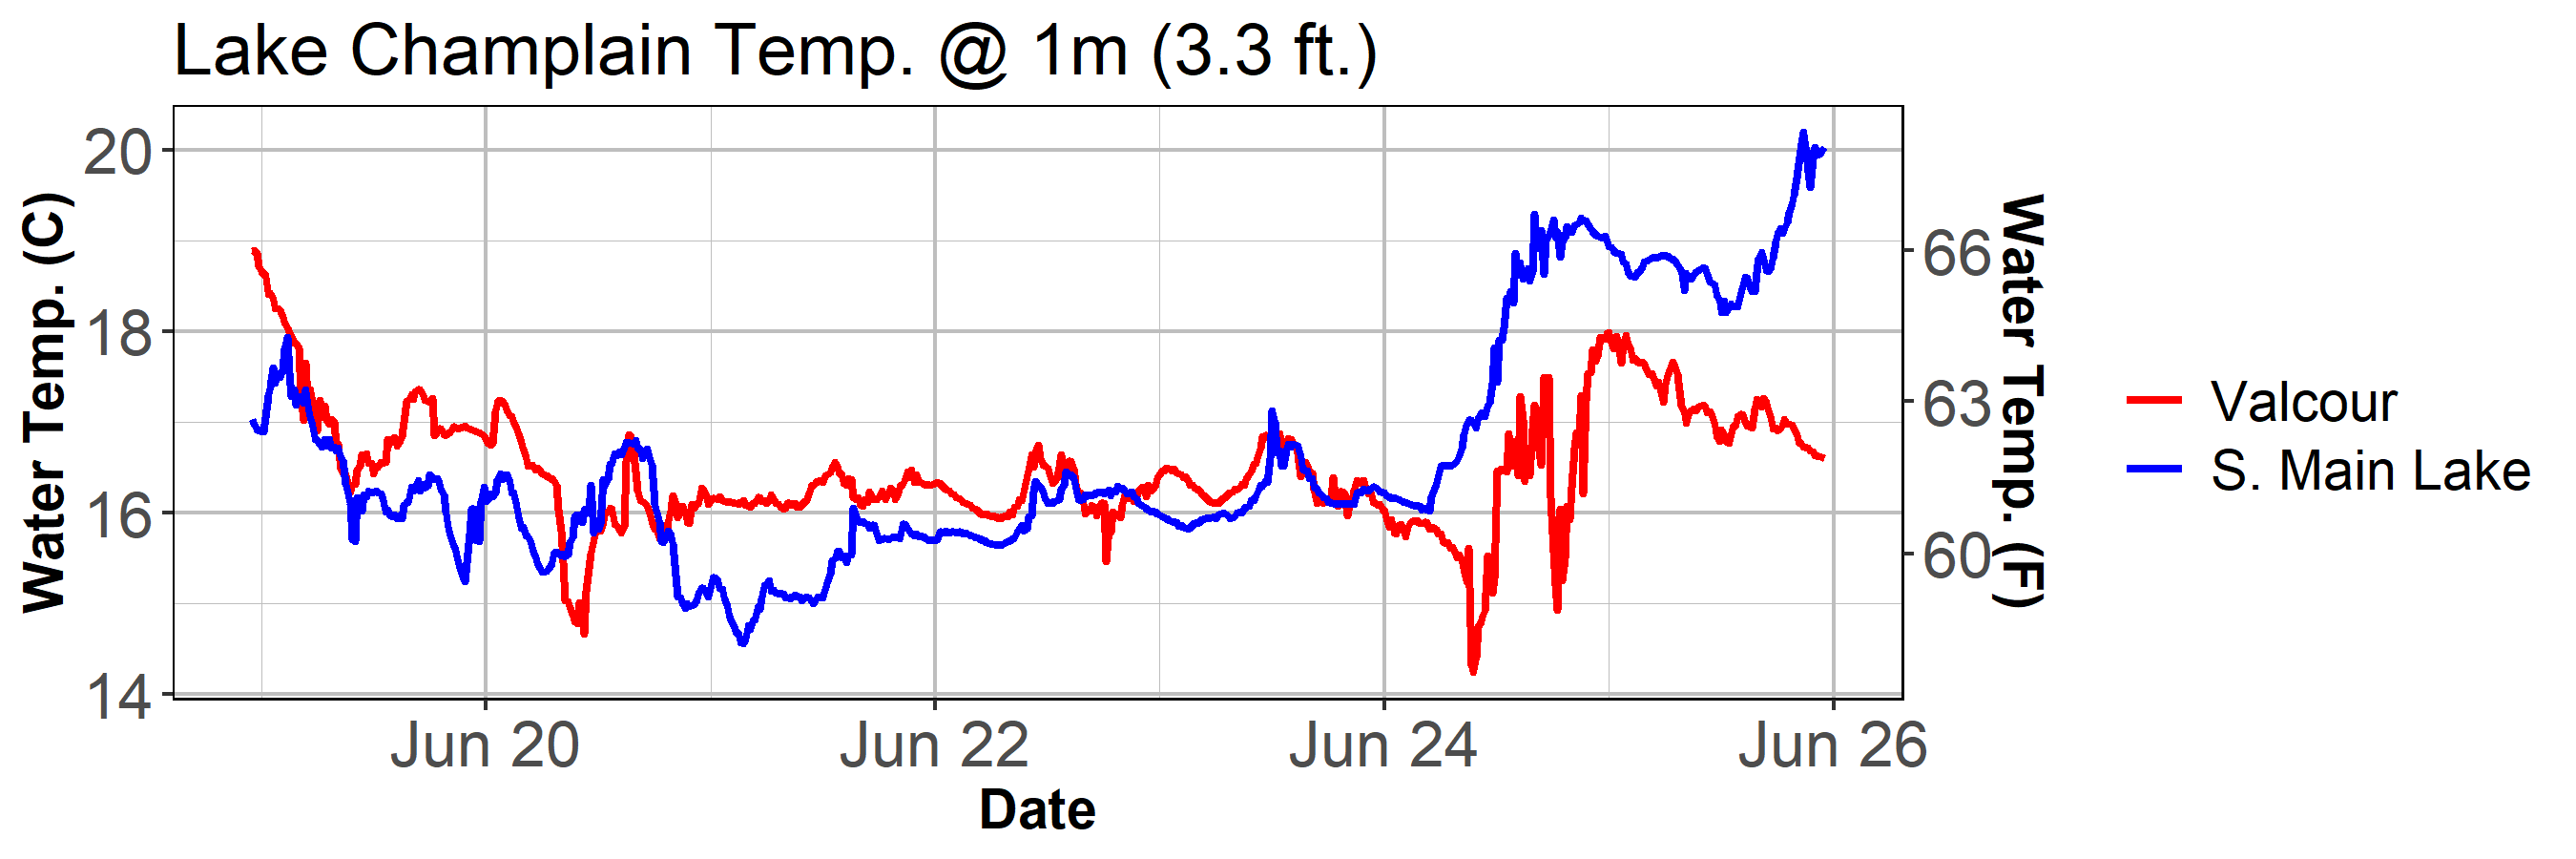 Lake Champlain Temp. @ 1m (3.3 ft.)
Water Temp. (C)
20
18
16
14
66
63
60
Water Temp. (F)
Jun 20
Jun 22
Jun 24
Jun 26
Date
Valcour
S. Main Lake